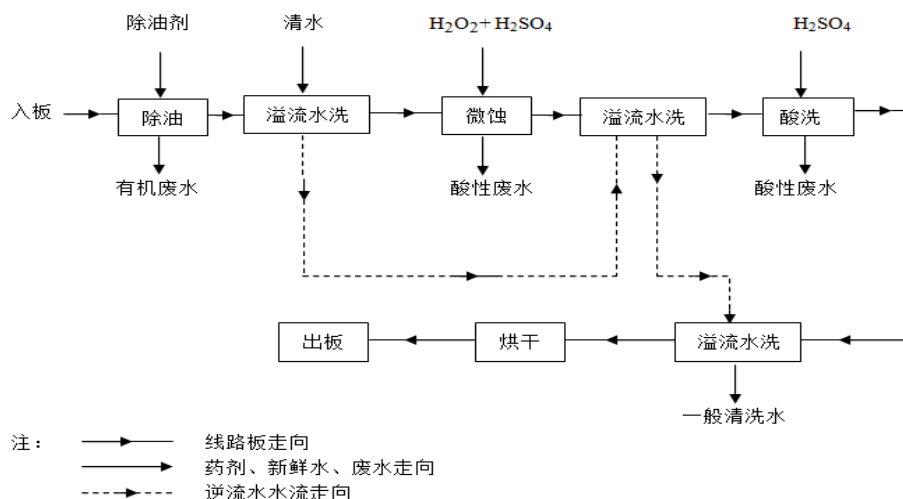 除油剂
清水
H₂O₂+ H₂SO₄
H₂SO₄
入板
除油
溢流水洗
微蚀
溢流水洗
酸洗
有机废水
酸性废水
酸性废水
出板
烘干
溢流水洗
一般清洗水
注：
线路板走向
药剂、新鲜水、废水走向
逆流水水流走向